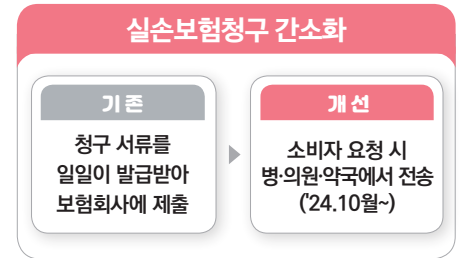 실손보험청구 간소화
기존
청구 서류를
일일이 발급받아
보험회사에 제출
개선
소비자 요청 시
병·의원·약국에서 전송
('24.10월~)